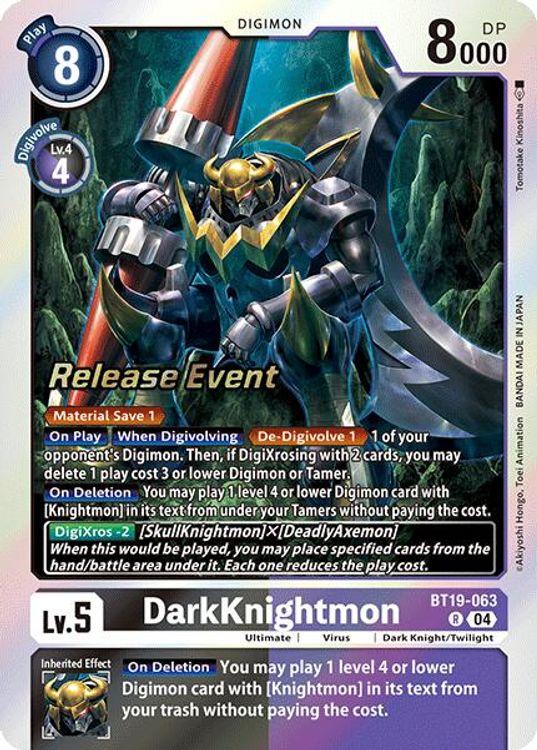 Play
8
DIGIMON
8000
DP
Digivolve
Lv.4
4
Tomotake Kinoshita
Release Event
Material Save 1
On Play When Digivolving De-Digivolve 1 1 of your
opponent's Digimon. Then, if DigiXrosing with 2 cards, you may
delete 1 play cost 3 or lower Digimon or Tamer.
On Deletion You may play 1 level 4 or lower Digimon card with
[Knightmon] in its text from under your Tamers without paying the cost.
DigiXros -2 [SkullKnightmon]×[DeadlyAxemon]
When this would be played, you may place specified cards from the
hand/battle area under it. Each one reduces the play cost.
©Akiyoshi Hongo, Toei Animation BANDAI MADE IN JAPAN
Lv.5
DarkKnightmon
BT19-063
R 04
Ultimate | Virus | Dark Knight/Twilight
Inherited Effect
On Deletion You may play 1 level 4 or lower
Digimon card with [Knightmon] in its text from
your trash without paying the cost.